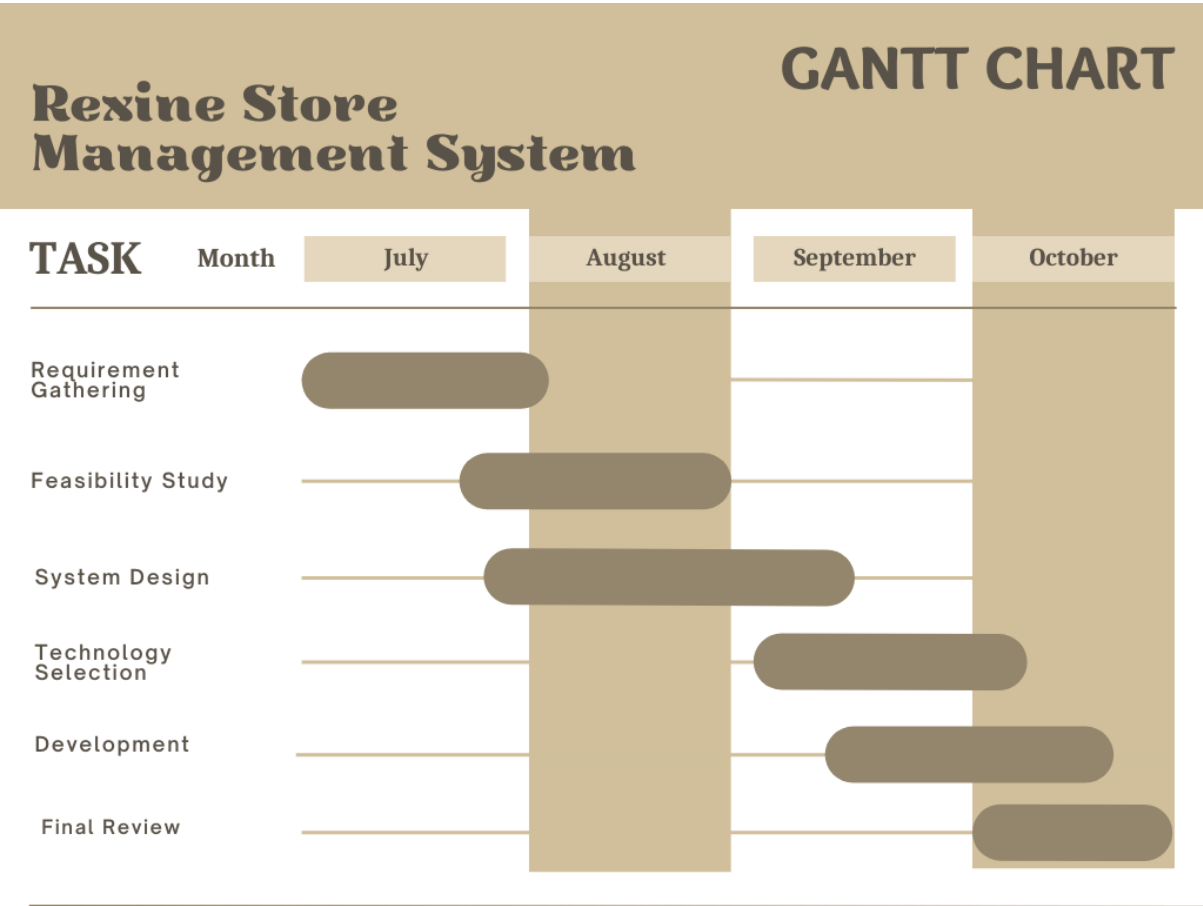 GANTT CHART
Rexine Store
Management System
TASK Month July August September October
Requirement
Gathering
Feasibility Study
System Design
Technology
Selection
Development
Final Review